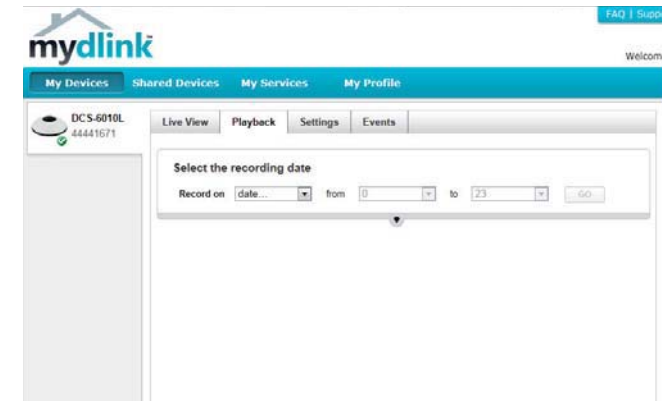 FAQ | Supp
mydlink
Welcom
My Devices Shared Devices My Services My Profile
DCS-6010L
44441671
Live View Playback Settings Events
Select the recording date
Record on date... from 0 to 23 GO